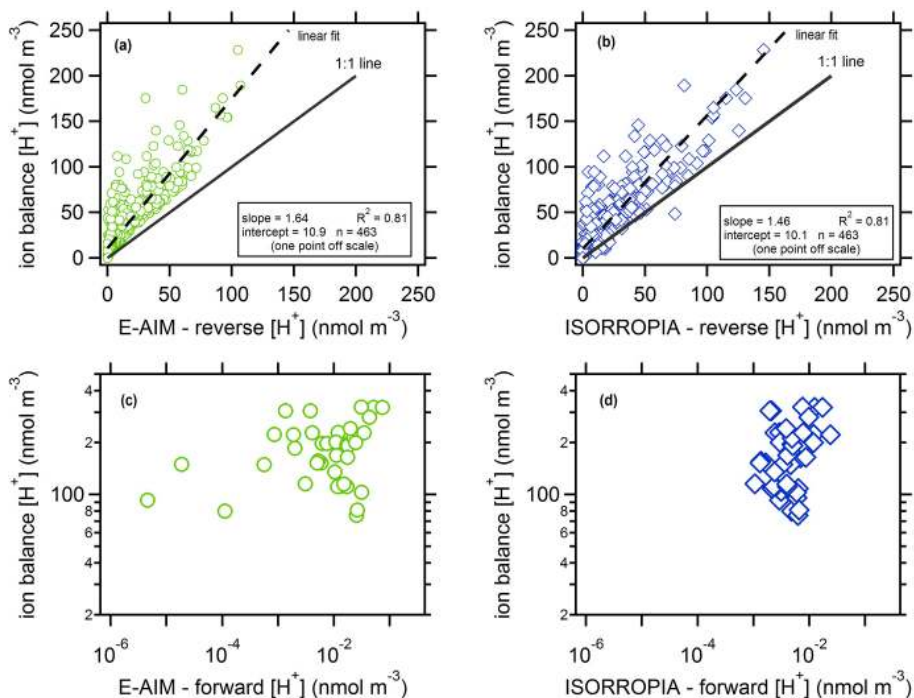 (a)
linear fit
1:1 line
ion balance [H⁺] (nmol m⁻³)
250
200
150
100
50
0
slope = 1.64 R² = 0.81
intercept = 10.9 n = 463
(one point off scale)
0 50 100 150 200 250
E-AIM - reverse [H⁺] (nmol m⁻³)
(b)
linear fit
1:1 line
ion balance [H⁺] (nmol m⁻³)
250
200
150
100
50
0
slope = 1.46 R² = 0.81
intercept = 10.1 n = 463
(one point off scale)
0 50 100 150 200 250
ISORROPIA - reverse [H⁺] (nmol m⁻³)
(c)
ion balance [H⁺] (nmol m⁻³)
4
2
100
8
6
4
2
10⁻⁶ 10⁻⁴ 10⁻²
E-AIM - forward [H⁺] (nmol m⁻³)
(d)
ion balance [H⁺] (nmol m⁻³)
4
2
100
8
6
4
2
10⁻⁶ 10⁻⁴ 10⁻²
ISORROPIA - forward [H⁺] (nmol m⁻³)